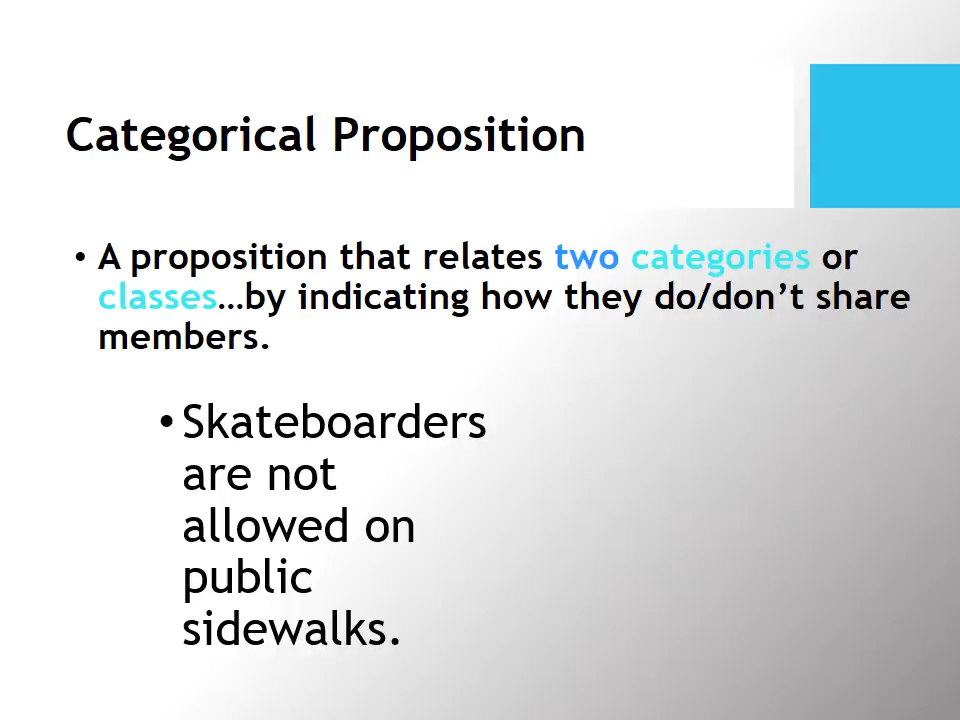 Categorical Proposition
• A proposition that relates two categories or
classes…by indicating how they do/don’t share
members.
• Skateboarders
are not
allowed on
public
sidewalks.